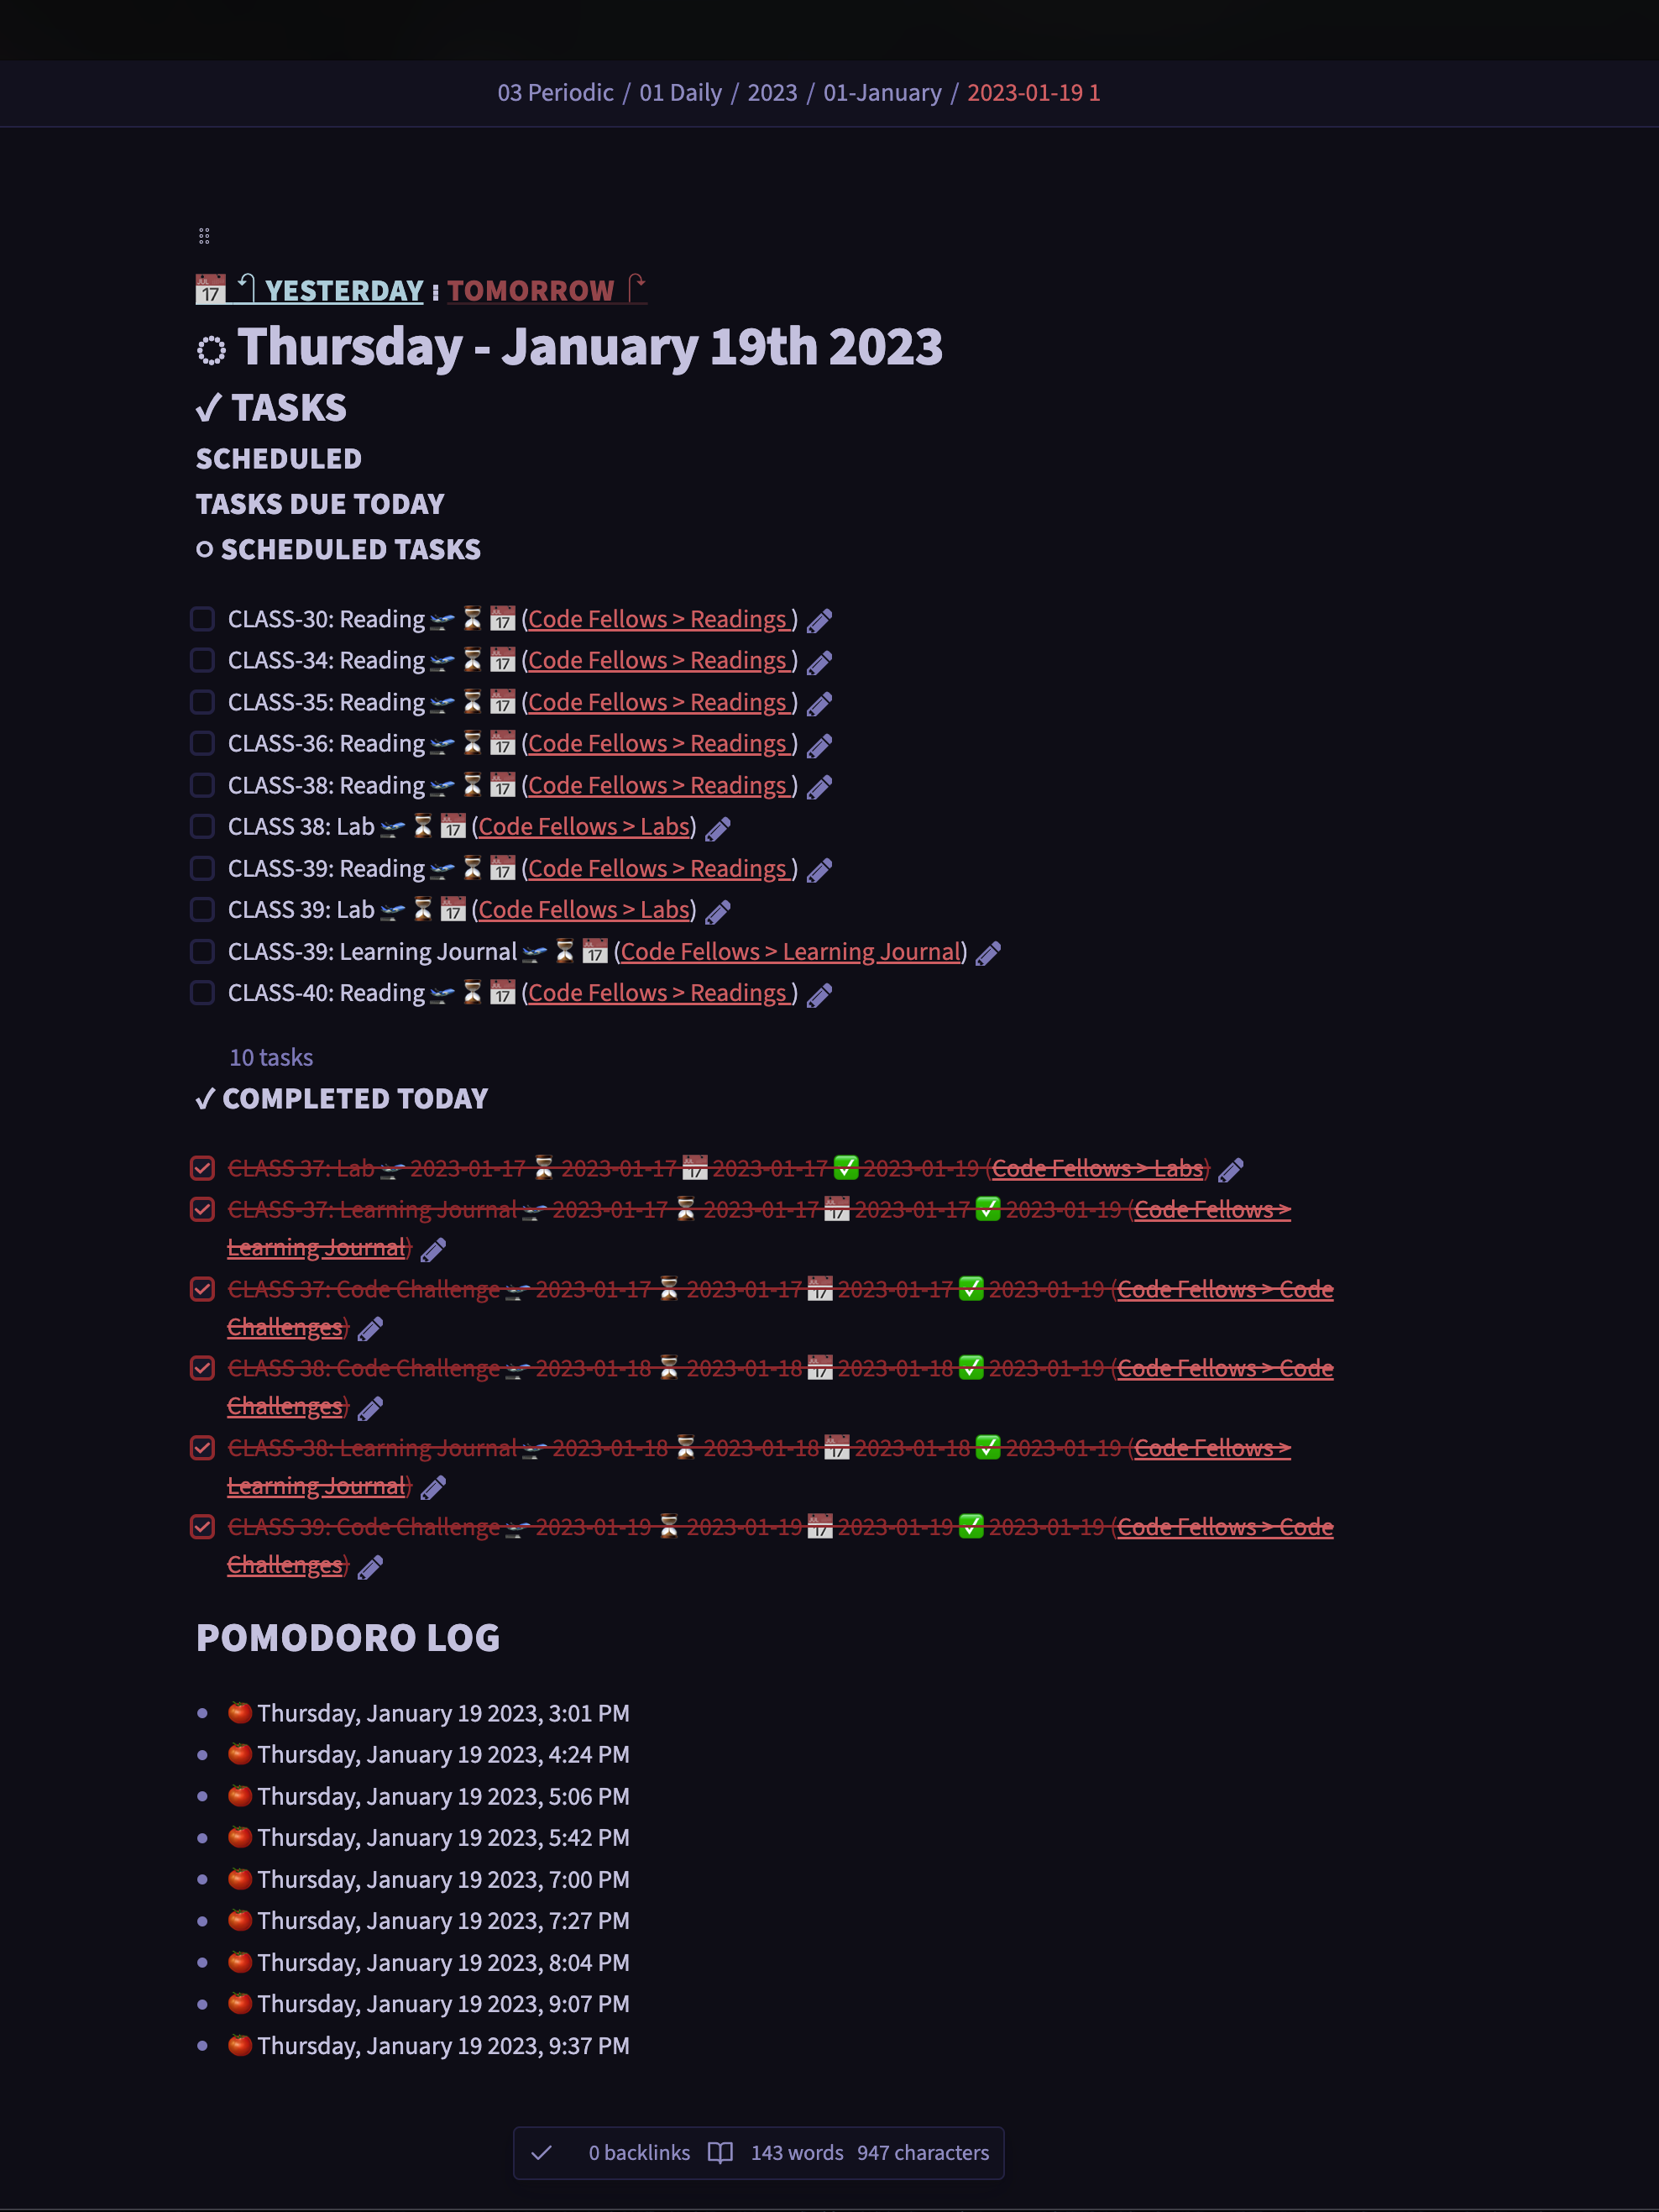 03 Periodic / 01 Daily / 2023 / 01-January / 2023-01-19 1
YESTERDAY ⁝ TOMORROW
Thursday - January 19th 2023
✓ TASKS
SCHEDULED
TASKS DUE TODAY
○ SCHEDULED TASKS
CLASS-30: Reading 🛫 ⏳ 📅 (Code Fellows > Readings )
CLASS-34: Reading 🛫 ⏳ 📅 (Code Fellows > Readings )
CLASS-35: Reading 🛫 ⏳ 📅 (Code Fellows > Readings )
CLASS-36: Reading 🛫 ⏳ 📅 (Code Fellows > Readings )
CLASS-38: Reading 🛫 ⏳ 📅 (Code Fellows > Readings )
CLASS 38: Lab 🛫 ⏳ 📅 (Code Fellows > Labs)
CLASS-39: Reading 🛫 ⏳ 📅 (Code Fellows > Readings )
CLASS 39: Lab 🛫 ⏳ 📅 (Code Fellows > Labs)
CLASS-39: Learning Journal 🛫 ⏳ 📅 (Code Fellows > Learning Journal)
CLASS-40: Reading 🛫 ⏳ 📅 (Code Fellows > Readings )
10 tasks
✓ COMPLETED TODAY
CLASS 37: Lab 🛫 2023-01-17 ⏳ 2023-01-17 📅 2023-01-17 ✅ 2023-01-19 (Code Fellows > Labs)
CLASS-37: Learning Journal 🛫 2023-01-17 ⏳ 2023-01-17 📅 2023-01-17 ✅ 2023-01-19 (Code Fellows >
Learning Journal)
CLASS 37: Code Challenge 🛫 2023-01-17 ⏳ 2023-01-17 📅 2023-01-17 ✅ 2023-01-19 (Code Fellows > Code
Challenges)
CLASS 38: Code Challenge 🛫 2023-01-18 ⏳ 2023-01-18 📅 2023-01-18 ✅ 2023-01-19 (Code Fellows > Code
Challenges)
CLASS-38: Learning Journal 🛫 2023-01-18 ⏳ 2023-01-18 📅 2023-01-18 ✅ 2023-01-19 (Code Fellows >
Learning Journal)
CLASS 39: Code Challenge 🛫 2023-01-19 ⏳ 2023-01-19 📅 2023-01-19 ✅ 2023-01-19 (Code Fellows > Code
Challenges)
POMODORO LOG
🍅 Thursday, January 19 2023, 3:01 PM
🍅 Thursday, January 19 2023, 4:24 PM
🍅 Thursday, January 19 2023, 5:06 PM
🍅 Thursday, January 19 2023, 5:42 PM
🍅 Thursday, January 19 2023, 7:00 PM
🍅 Thursday, January 19 2023, 7:27 PM
🍅 Thursday, January 19 2023, 8:04 PM
🍅 Thursday, January 19 2023, 9:07 PM
🍅 Thursday, January 19 2023, 9:37 PM
0 backlinks 143 words 947 characters